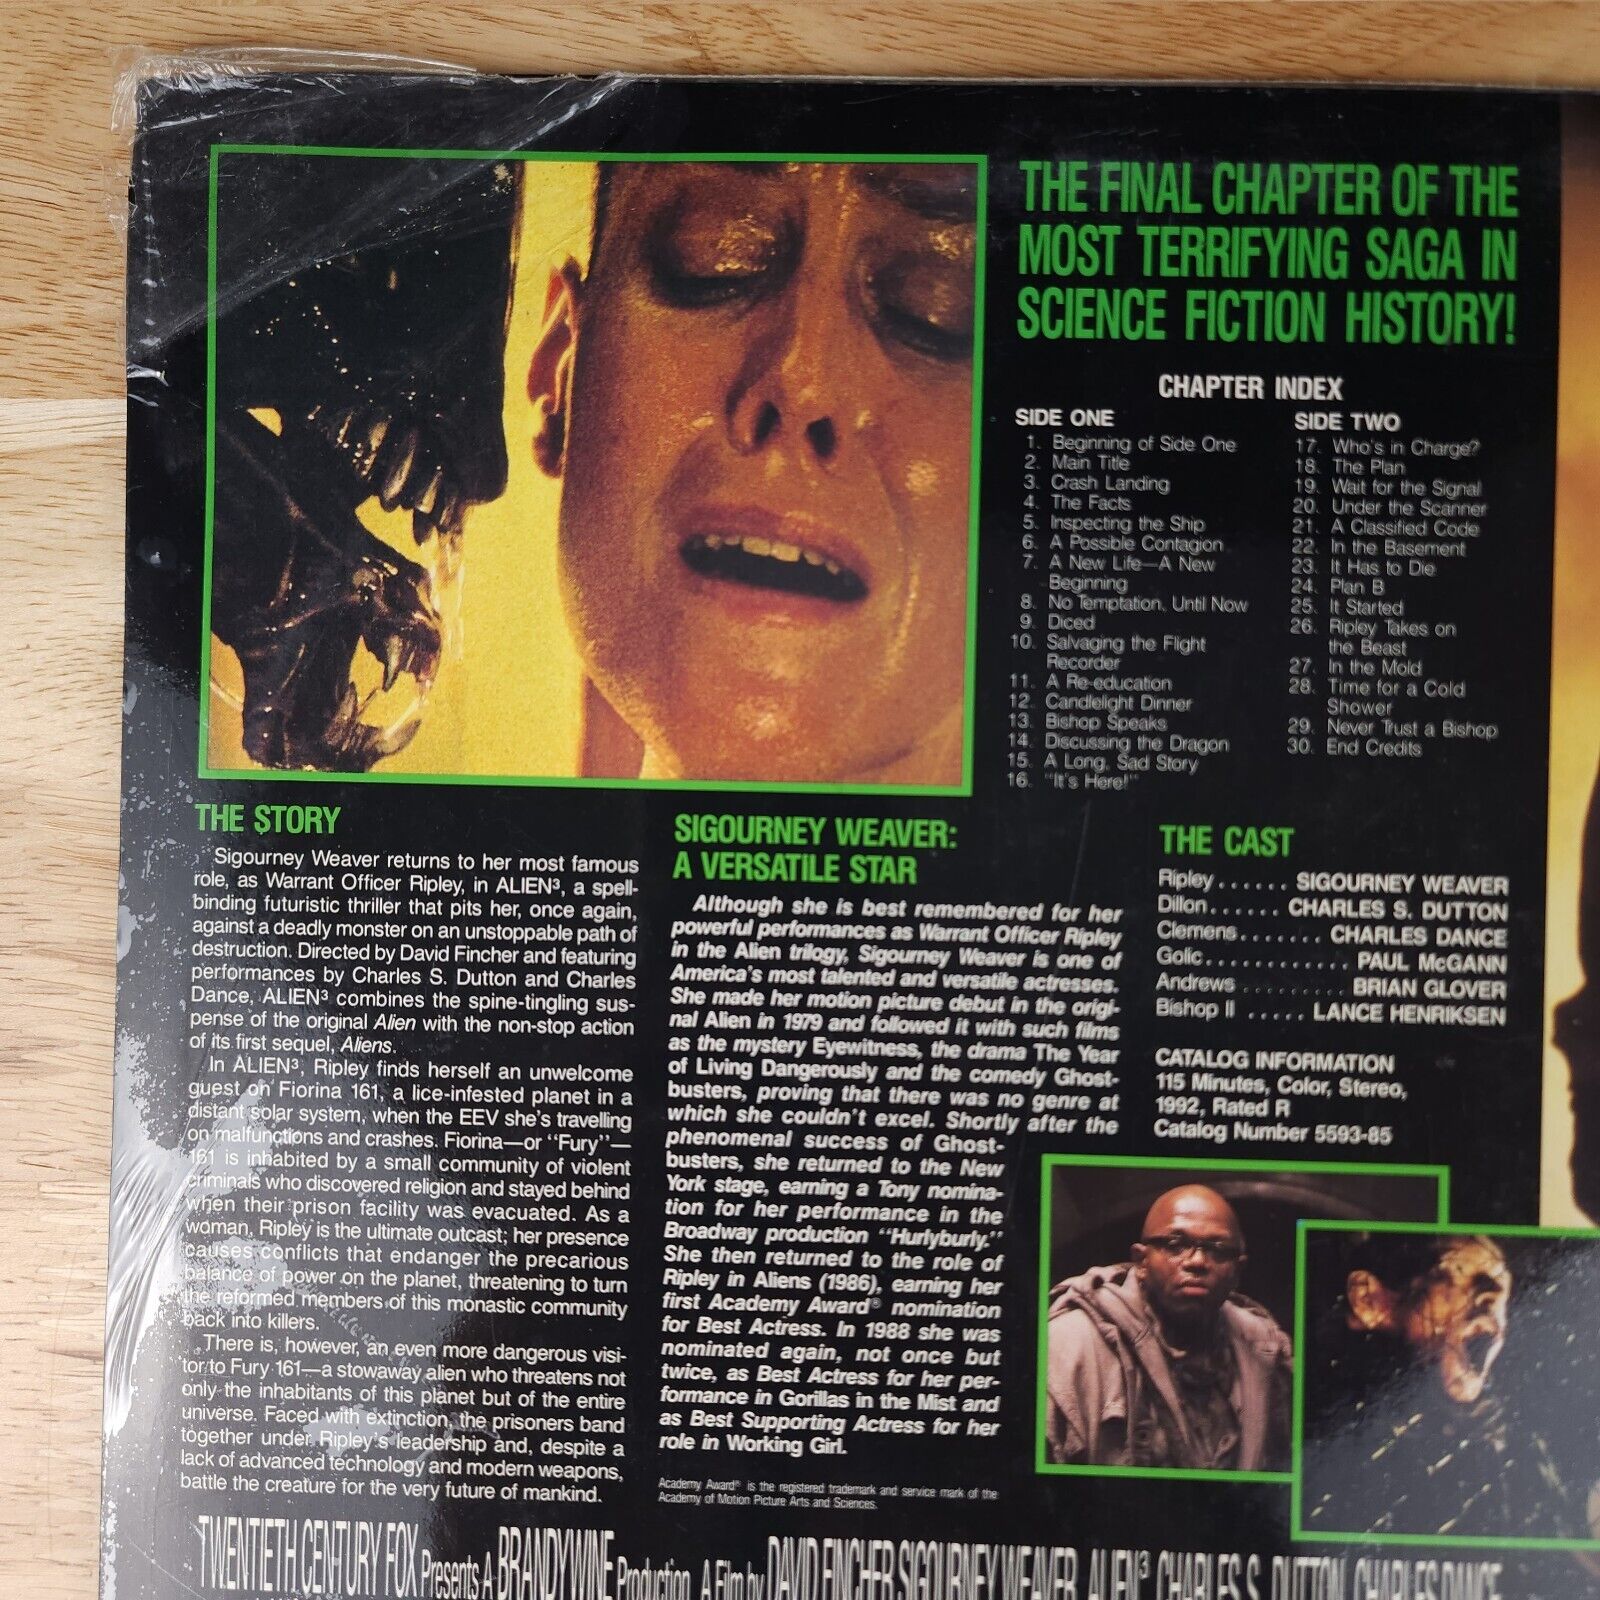 THE FINAL CHAPTER OF THE
MOST TERRIFYING SAGA IN
SCIENCE FICTION HISTORY!
CHAPTER INDEX
SIDE ONE
1. Beginning of Side One
2. Main Title
3. Crash Landing
4. The Facts
5. Inspecting the Ship
6. A Possible Contagion
7. A New Life—A New
Beginning
8. No Temptation, Until Now
9. Diced
10. Salvaging the Flight
Recorder
11. A Re-education
12. Candlelight Dinner
13. Bishop Speaks
14. Discussing the Dragon
15. A Long, Sad Story
16. "It's Here!"
SIDE TWO
17. Who's in Charge?
18. The Plan
19. Wait for the Signal
20. Under the Scanner
21. A Classified Code
22. In the Basement
23. It Has to Die
24. Plan B
25. It Started
26. Ripley Takes on
the Beast
27. In the Mold
28. Time for a Cold
Shower
29. Never Trust a Bishop
30. End Credits
THE STORY
Sigourney Weaver returns to her most famous
role, as Warrant Officer Ripley, in ALIEN³, a spell-
binding futuristic thriller that pits her, once again,
against a deadly monster on an unstoppable path of
destruction. Directed by David Fincher and featuring
performances by Charles S. Dutton and Charles
Dance, ALIEN³ combines the spine-tingling sus-
pense of the original Alien with the non-stop action
of its first sequel, Aliens.
In ALIEN³, Ripley finds herself an unwelcome
guest on Fiorina 161, a lice-infested planet in a
distant solar system, when the EEV she's travelling
on malfunctions and crashes. Fiorina—or "Fury"—
161 is inhabited by a small community of violent
criminals who discovered religion and stayed behind
when their prison facility was evacuated. As a
woman, Ripley is the ultimate outcast; her presence
causes conflicts that endanger the precarious
balance of power on the planet, threatening to turn
the reformed members of this monastic community
back into killers.
There is, however, an even more dangerous visi-
tor to Fury 161—a stowaway alien who threatens not
only the inhabitants of this planet but of the entire
universe. Faced with extinction, the prisoners band
together under Ripley's leadership and, despite a
lack of advanced technology and modern weapons,
battle the creature for the very future of mankind.
SIGOURNEY WEAVER:
A VERSATILE STAR
Although she is best remembered for her
powerful performances as Warrant Officer Ripley
in the Alien trilogy, Sigourney Weaver is one of
America's most talented and versatile actresses.
She made her motion picture debut in the origi-
nal Alien in 1979 and followed it with such films
as the mystery Eyewitness, the drama The Year
of Living Dangerously and the comedy Ghost-
busters, proving that there was no genre at
which she couldn't excel. Shortly after the
phenomenal success of Ghost-
busters, she returned to the New
York stage, earning a Tony nomina-
tion for her performance in the
Broadway production "Hurlyburly."
She then returned to the role of
Ripley in Aliens (1986), earning her
first Academy Award® nomination
for Best Actress. In 1988 she was
nominated again, not once but
twice, as Best Actress for her per-
formance in Gorillas in the Mist and
as Best Supporting Actress for her
role in Working Girl.
Academy Award® is the registered trademark and service mark of the
Academy of Motion Picture Arts and Sciences.
THE CAST
Ripley...... SIGOURNEY WEAVER
Dillon...... CHARLES S. DUTTON
Clemens....... CHARLES DANCE
Golic............ PAUL McGANN
Andrews......... BRIAN GLOVER
Bishop II ..... LANCE HENRIKSEN
CATALOG INFORMATION
115 Minutes, Color, Stereo,
1992, Rated R
Catalog Number 5593-85
TWENTIETH CENTURY FOX Presents A BRANDYWINE Production A Film by DAVID FINCHER SIGOURNEY WEAVER ALIEN³ CHARLES S. DUTTON CHARLES DANCE